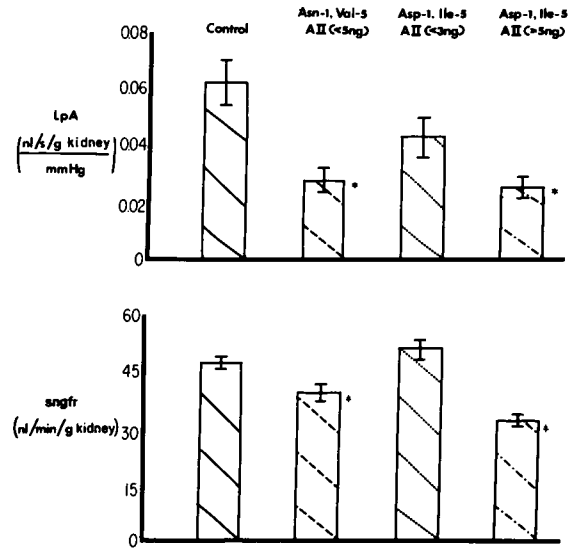 Control
Asn-1, Val-5
AII(<5ng)
Asp-1, Ile-5
AII(<3ng)
Asp-1, Ile-5
AII(>5ng)
LpA
(nl/s/g kidney
mmHg)
0.08
0.06
0.04
0.02
0
*
*
sngfr
(nl/min/g kidney)
60
45
30
15
0
*
*